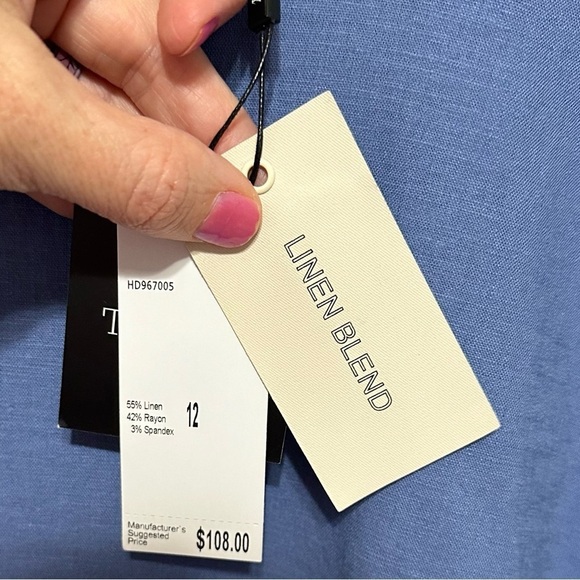 LINEN BLEND
HD967005
55% Linen
42% Rayon
3% Spandex
12
Manufacturer's
Suggested
Price
$108.00
T